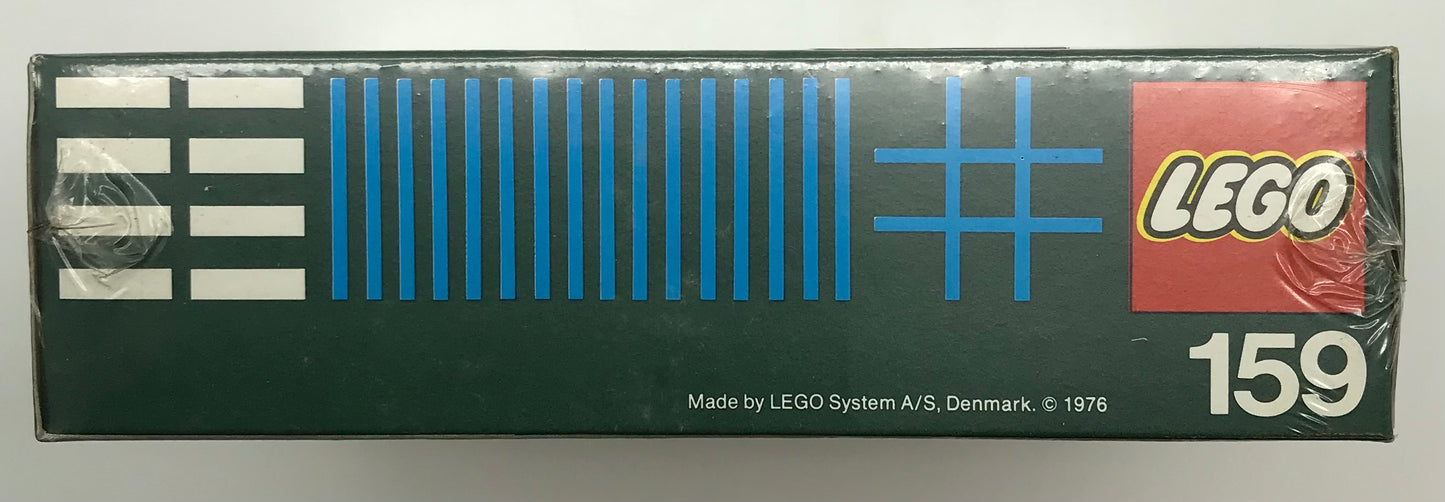 LEGO
159
Made by LEGO System A/S, Denmark. © 1976